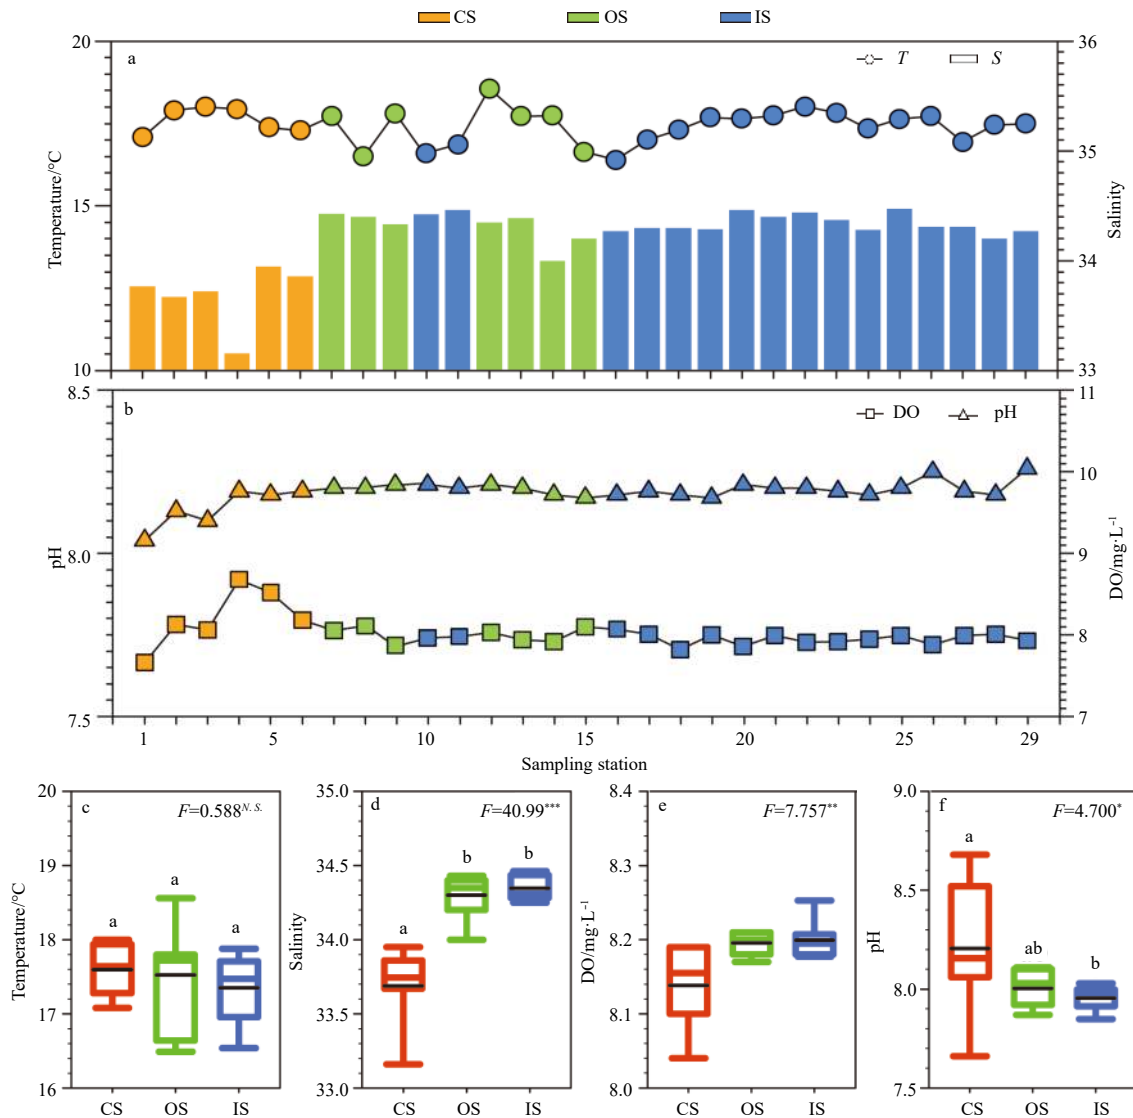 CS OS IS
a T S
20 36
35
15
34
10 33
Temperature/°C
Salinity
8.5 11
b DO pH
10
8.0 9
8
7.5 7
pH
DO/mg·L⁻¹
1 5 10 15 20 25 29
Sampling station
c F=0.588N. S.
20
19
18
17
16
Temperature/°C
a a a
CS OS IS
d F=40.99***
35.0
34.5
34.0
33.5
33.0
Salinity
a b b
CS OS IS
e F=7.757**
8.4
8.3
8.2
8.1
8.0
DO/mg·L⁻¹
CS OS IS
f F=4.700*
9.0
8.5
8.0
7.5
pH
a ab b
CS OS IS